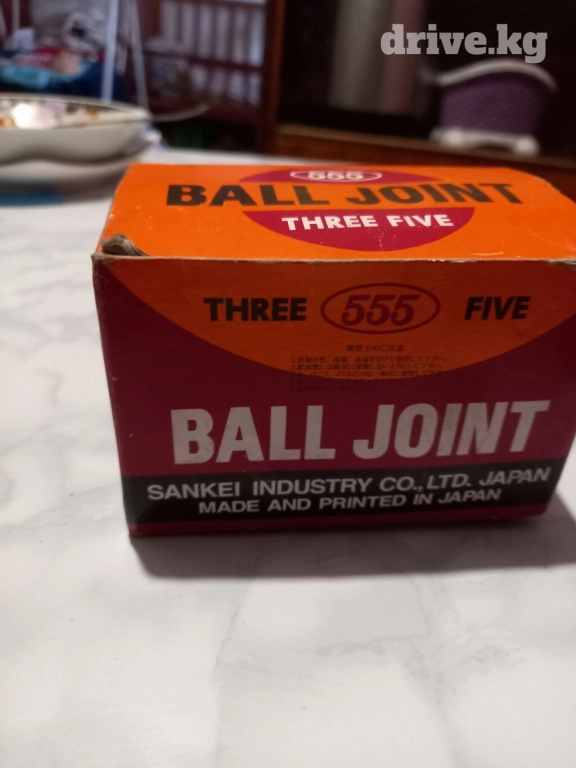 drive.kg
555
BALL JOINT
THREE FIVE
THREE 555 FIVE
BALL JOINT
SANKEI INDUSTRY CO., LTD. JAPAN
MADE AND PRINTED IN JAPAN